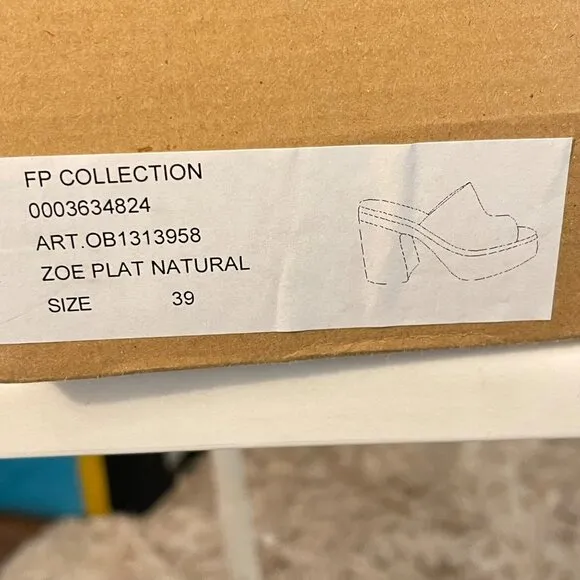 FP COLLECTION
0003634824
ART.OB1313958
ZOE PLAT NATURAL
SIZE 39